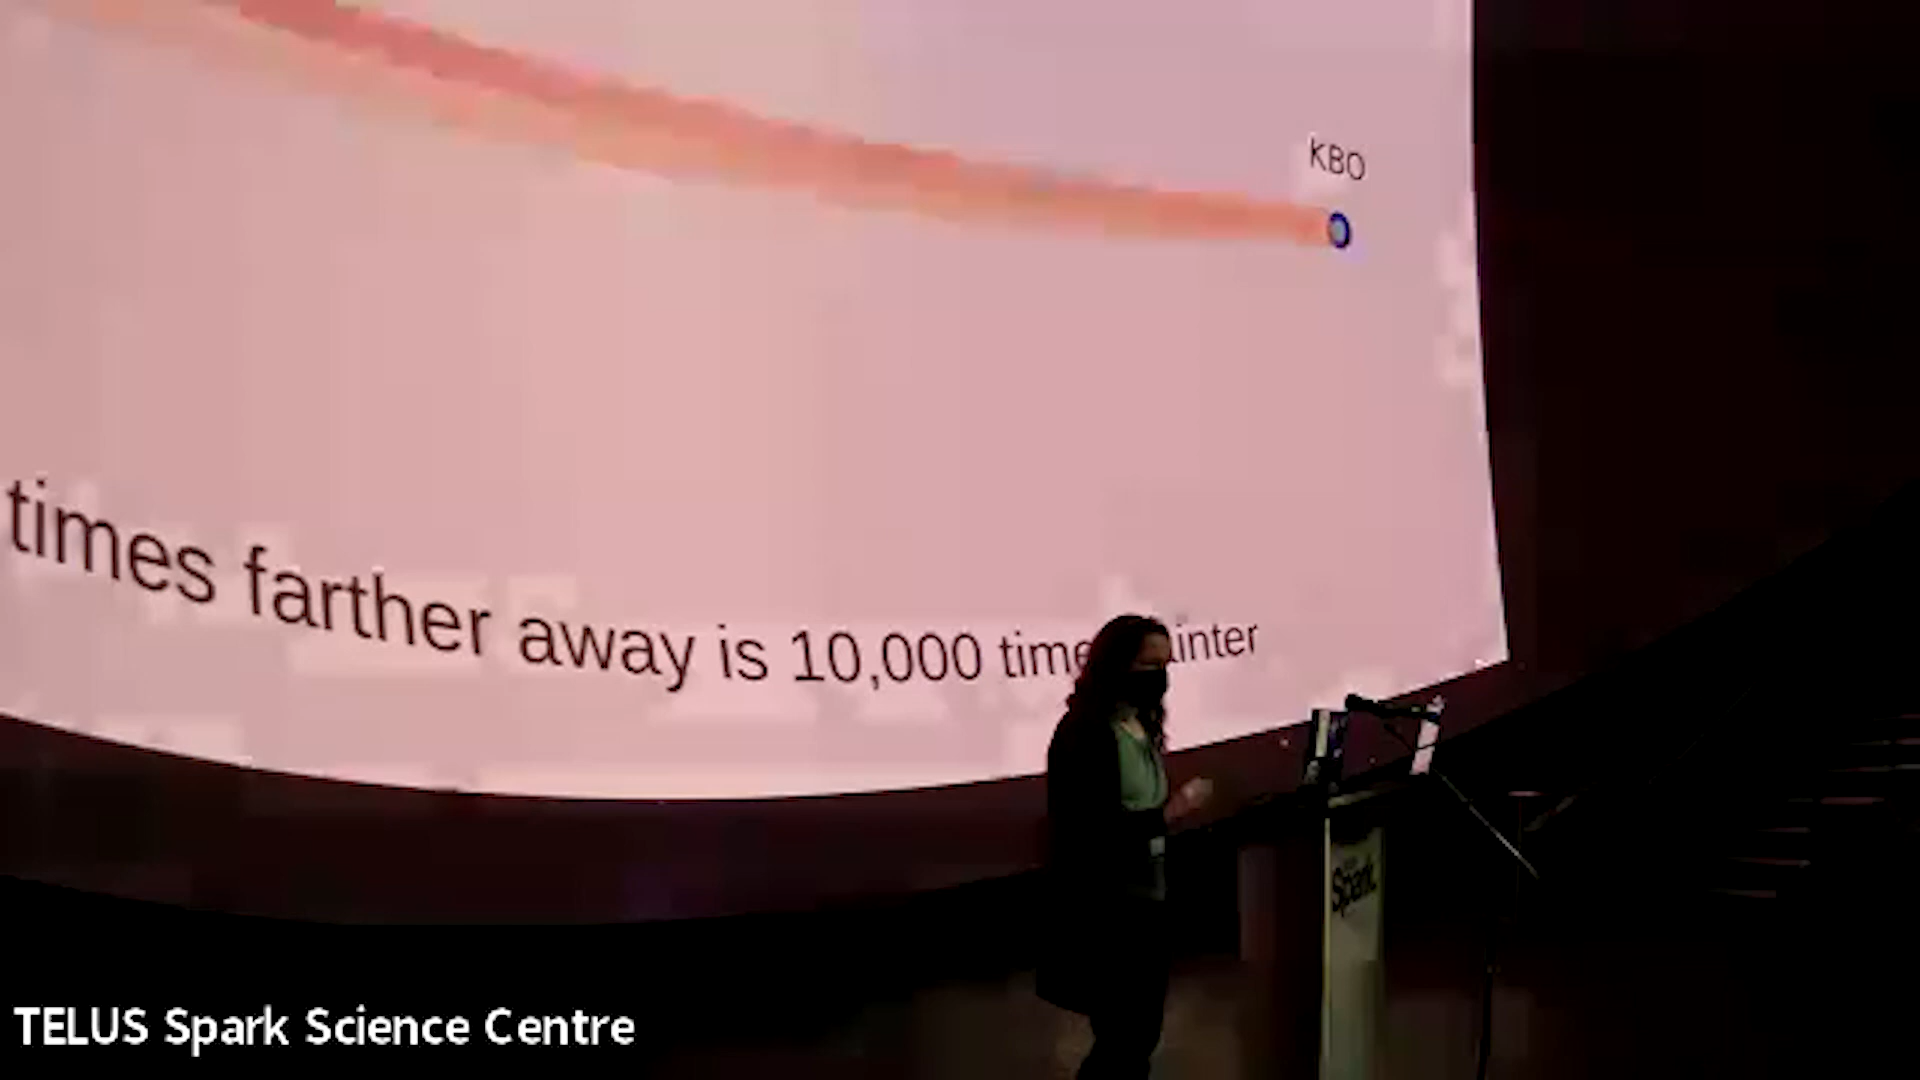 KBO
times farther away is 10,000
Spark
TELUS Spark Science Centre